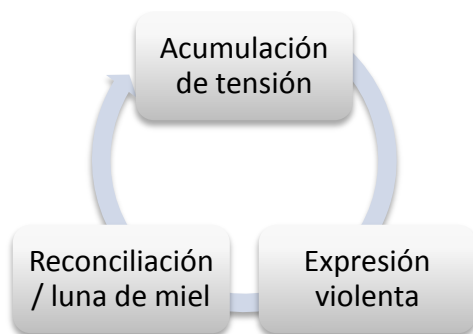 Acumulación
de tensión
Expresión
violenta
Reconciliación
/ luna de miel